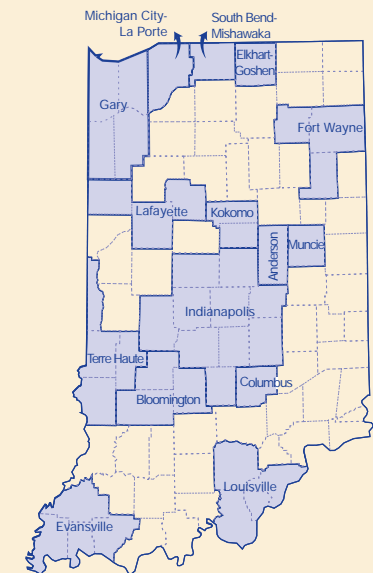 Michigan City-
La Porte
South Bend-
Mishawaka
Elkhart-
Goshen
Gary
Fort Wayne
Lafayette
Kokomo
Anderson
Muncie
Indianapolis
Terre Haute
Columbus
Bloomington
Louisville
Evansville